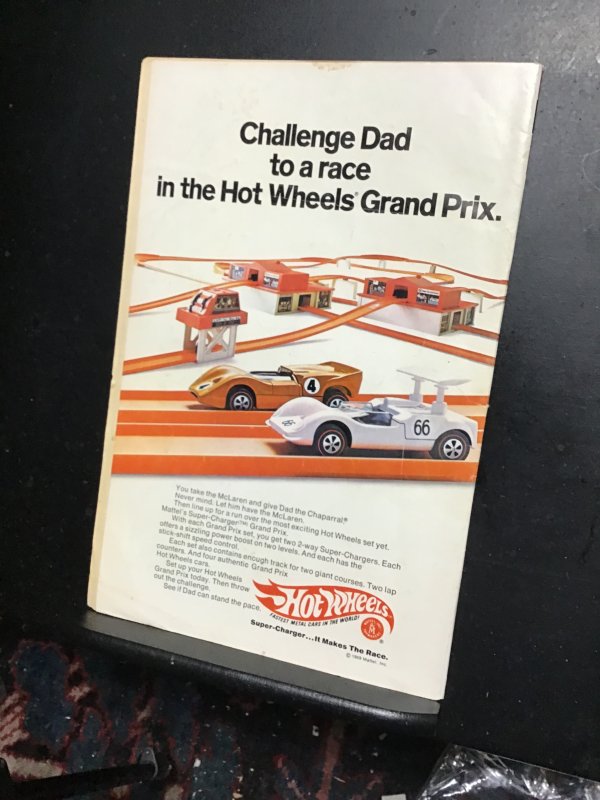 Challenge Dad
to a race
in the Hot Wheels® Grand Prix.
4
66
You take the McLaren and give Dad the Chaparral®
Never mind. Let him have the McLaren.
Then line up for a run over the most exciting Hot Wheels set yet.
Mattel's Super-Charger™ Grand Prix.
With each Grand Prix set, you get two 2-way Super-Chargers. Each
offers a sizzling power boost on two levels. And each has the
stick-shift speed control.
Each set also contains enough track for two giant courses. Two lap
counters. And four authentic Grand Prix
Hot Wheels cars.
Set up your Hot Wheels
Grand Prix today. Then throw
out the challenge.
See if Dad can stand the pace.
Hot Wheels
FASTEST METAL CARS IN THE WORLD!
®
Super-Charger...It Makes The Race.
© 1969 Mattel, Inc.